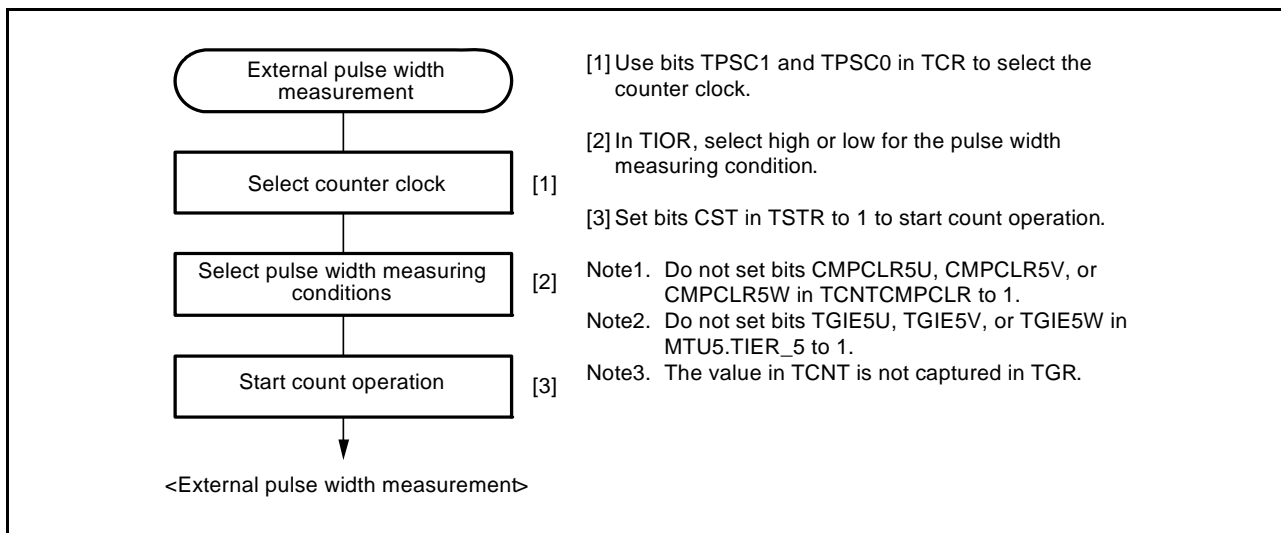 External pulse width
measurement
Select counter clock
[1]
Select pulse width measuring
conditions
[2]
Start count operation
[3]
<External pulse width measurement>
[1] Use bits TPSC1 and TPSC0 in TCR to select the
counter clock.
[2] In TIOR, select high or low for the pulse width
measuring condition.
[3] Set bits CST in TSTR to 1 to start count operation.
Note1. Do not set bits CMPCLR5U, CMPCLR5V, or
CMPCLR5W in TCNTCMPCLR to 1.
Note2. Do not set bits TGIE5U, TGIE5V, or TGIE5W in
MTU5.TIER_5 to 1.
Note3. The value in TCNT is not captured in TGR.